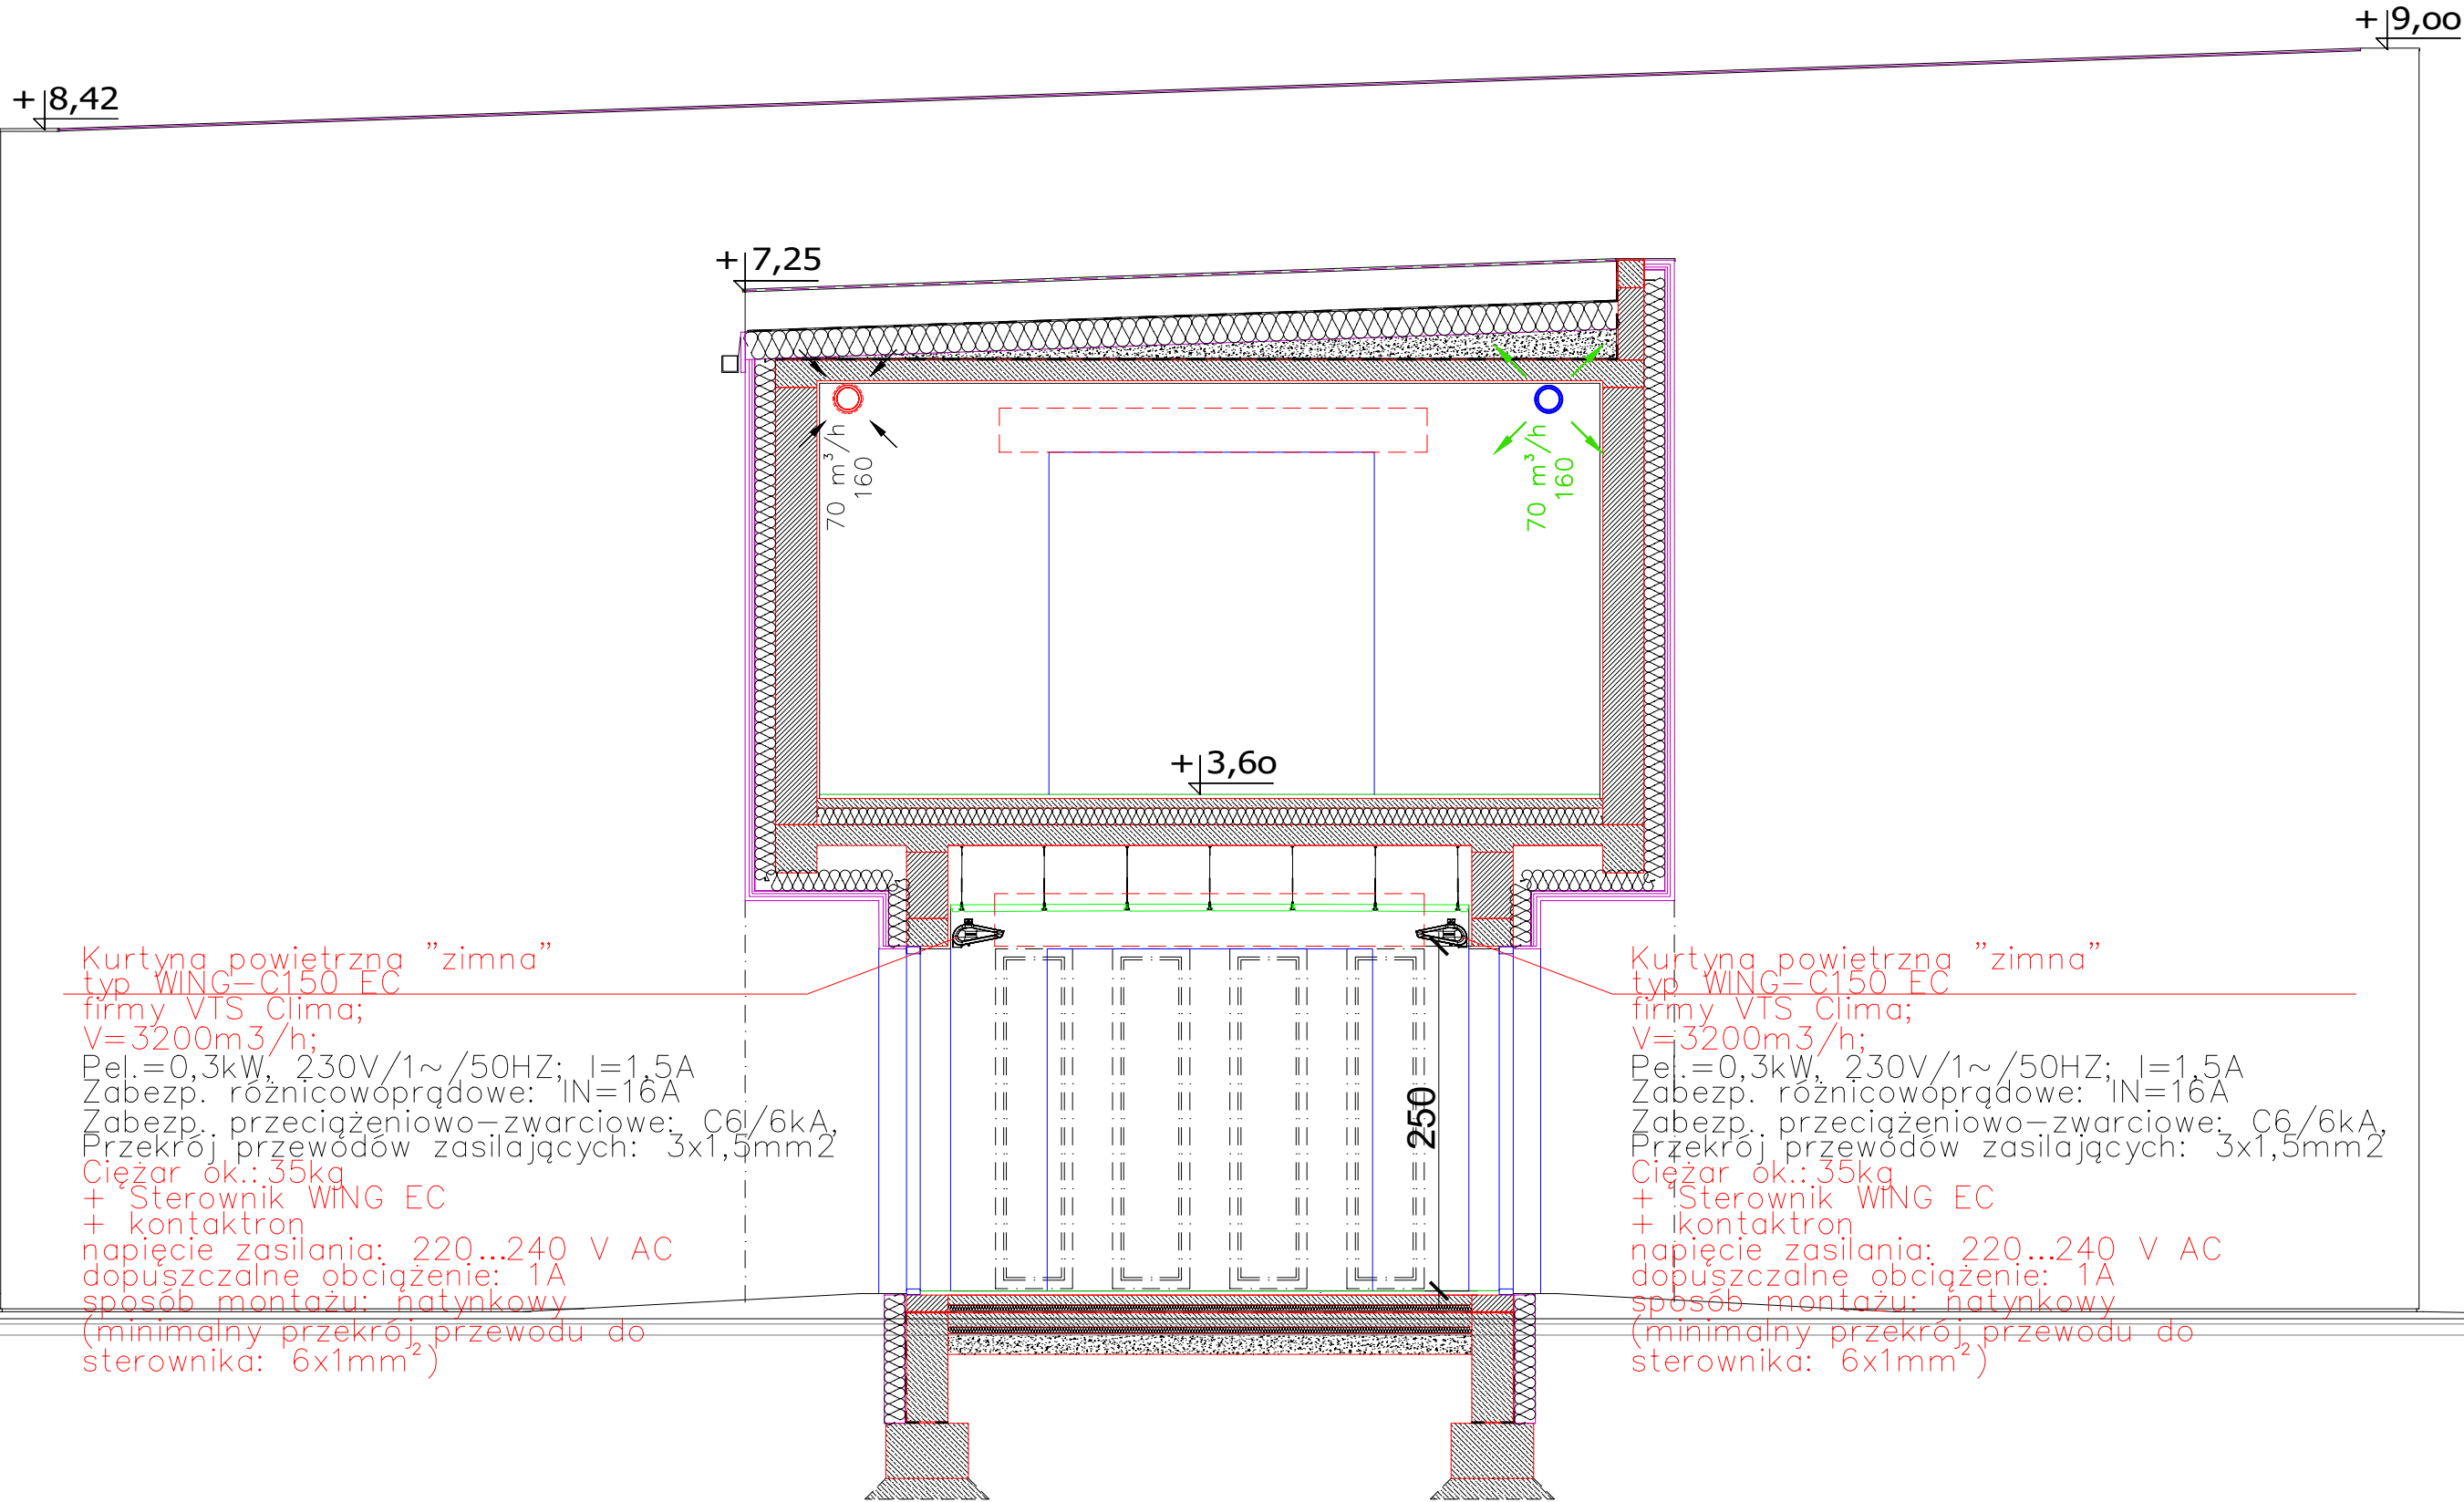 +9,oo
+8,42
+7,25
70 m³/h
160
70 m³/h
160
+3,6o
Kurtyna powietrzna "zimna"
typ WING–C150 EC
firmy VTS Clima;
V=3200m3/h;
Pel.=0,3kW, 230V/1~/50HZ; I=1,5A
Zabezp. różnicowoprądowe: IN=16A
Zabezp. przeciążeniowo–zwarciowe: C6/6kA,
Przekrój przewodów zasilających: 3x1,5mm2
Ciężar ok.: 35kg
+ Sterownik WING EC
+ kontaktron
napięcie zasilania: 220...240 V AC
dopuszczalne obciążenie: 1A
sposób montażu: natynkowy
(minimalny przekrój przewodu do
sterownika: 6x1mm²)
250
Kurtyna powietrzna "zimna"
typ WING–C150 EC
firmy VTS Clima;
V=3200m3/h;
Pel.=0,3kW, 230V/1~/50HZ; I=1,5A
Zabezp. różnicowoprądowe: IN=16A
Zabezp. przeciążeniowo–zwarciowe: C6/6kA,
Przekrój przewodów zasilających: 3x1,5mm2
Ciężar ok.: 35kg
+ Sterownik WING EC
+ kontaktron
napięcie zasilania: 220...240 V AC
dopuszczalne obciążenie: 1A
sposób montażu: natynkowy
(minimalny przekrój przewodu do
sterownika: 6x1mm²)